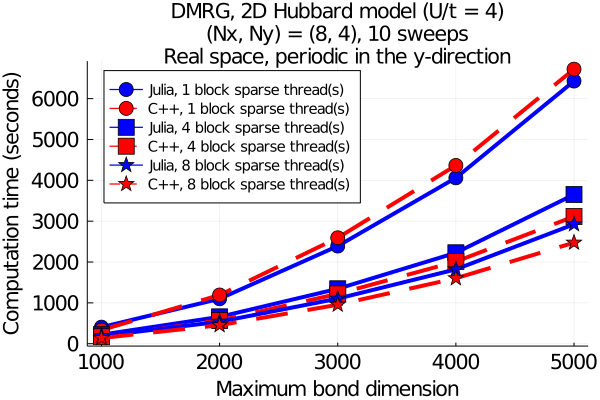 DMRG, 2D Hubbard model (U/t = 4)
(Nx, Ny) = (8, 4), 10 sweeps
Real space, periodic in the y-direction
Computation time (seconds)
6000
5000
4000
3000
2000
1000
0
Julia, 1 block sparse thread(s)
C++, 1 block sparse thread(s)
Julia, 4 block sparse thread(s)
C++, 4 block sparse thread(s)
Julia, 8 block sparse thread(s)
C++, 8 block sparse thread(s)
1000 2000 3000 4000 5000
Maximum bond dimension